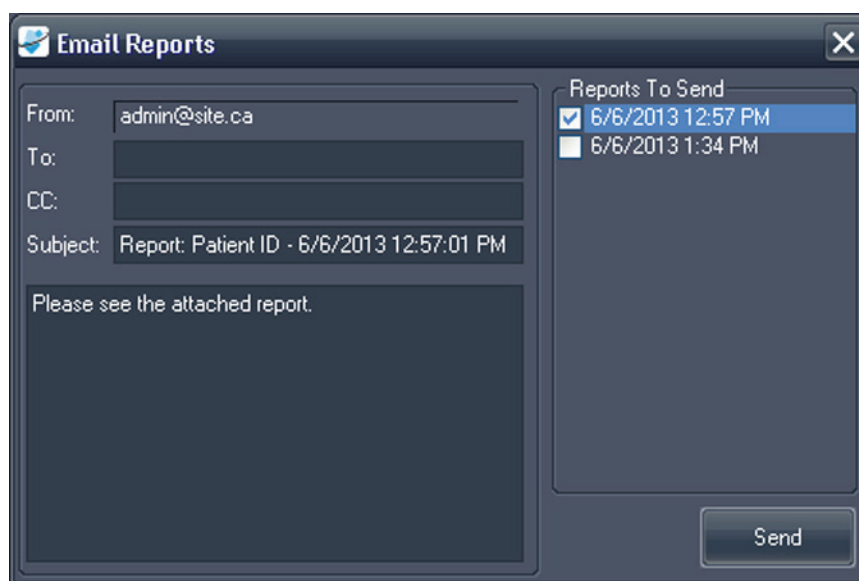 Email Reports
From: admin@site.ca
To:
CC:
Subject: Report: Patient ID - 6/6/2013 12:57:01 PM
Please see the attached report.
Reports To Send
6/6/2013 12:57 PM
6/6/2013 1:34 PM
Send